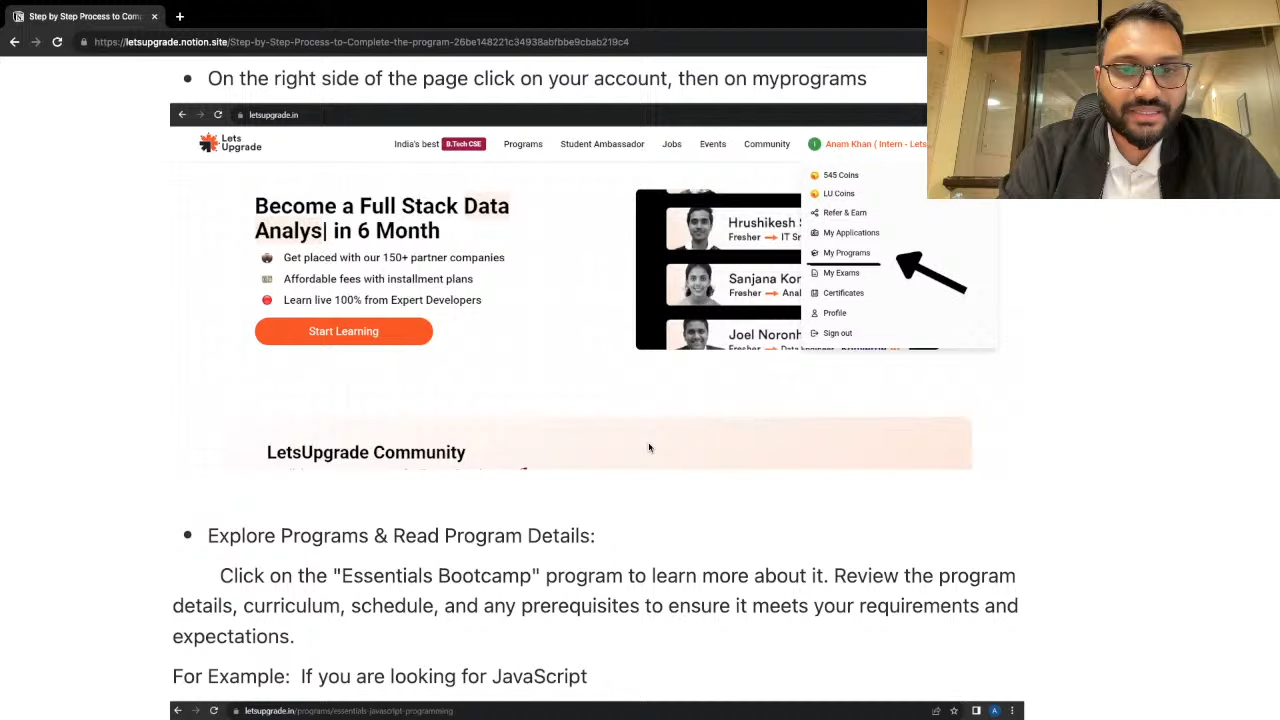 Step by Step Process to Com
https://letsupgrade.notion.site/Step-by-Step-Process-to-Complete-the-program-26be148221c34938abfbbe9cbab219c4
On the right side of the page click on your account, then on myprograms
letsupgrade.in
Lets
Upgrade
India's best B.Tech CSE Programs Student Ambassador Jobs Events Community Anam Khan ( Intern - Lets
545 Coins
LU Coins
Refer & Earn
My Applications
My Programs
My Exams
Certificates
Profile
Sign out
Become a Full Stack Data
Analys| in 6 Month
Get placed with our 150+ partner companies
Affordable fees with installment plans
Learn live 100% from Expert Developers
Start Learning
Hrushikesh S
Fresher → IT
Sanjana Kor
Fresher → Anal
Joel Noronh
Fresher → Data Engineer
LetsUpgrade Community
Explore Programs & Read Program Details:
Click on the "Essentials Bootcamp" program to learn more about it. Review the program
details, curriculum, schedule, and any prerequisites to ensure it meets your requirements and
expectations.
For Example: If you are looking for JavaScript
letsupgrade.in/programs/essentials-javascript-programming
A